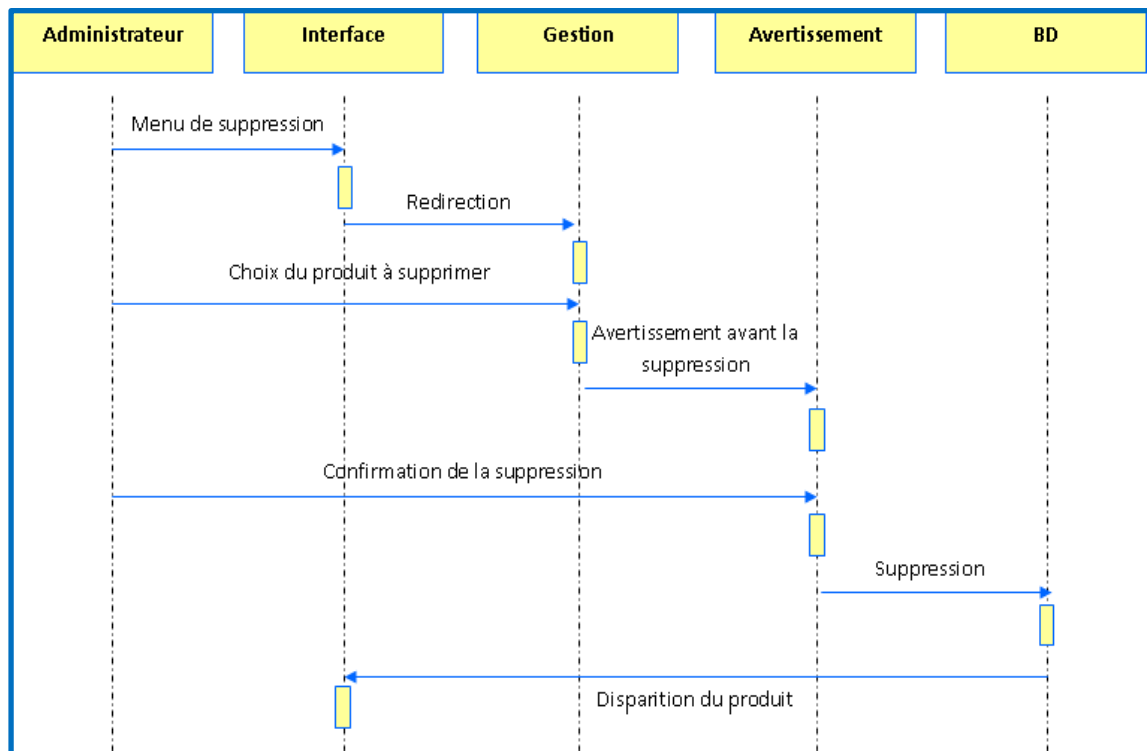 Administrateur
Interface
Gestion
Avertissement
BD
Menu de suppression
Redirection
Choix du produit à supprimer
Avertissement avant la
suppression
Confirmation de la suppression
Suppression
Disparition du produit